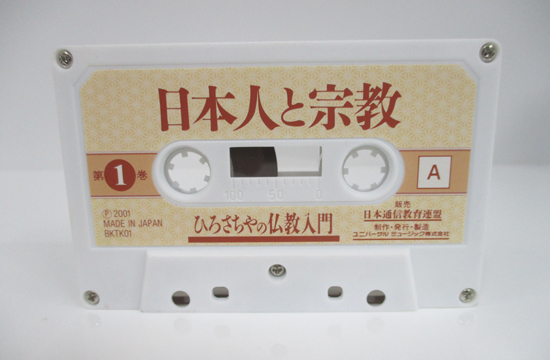 日本人と宗教
第1巻
A
100 50 0
Ⓟ2001
MADE IN JAPAN
BKTK01
ひろさちやの仏教入門
販売
日本通信教育連盟
制作・発行・製造
ユニバーサル ミュージック株式会社